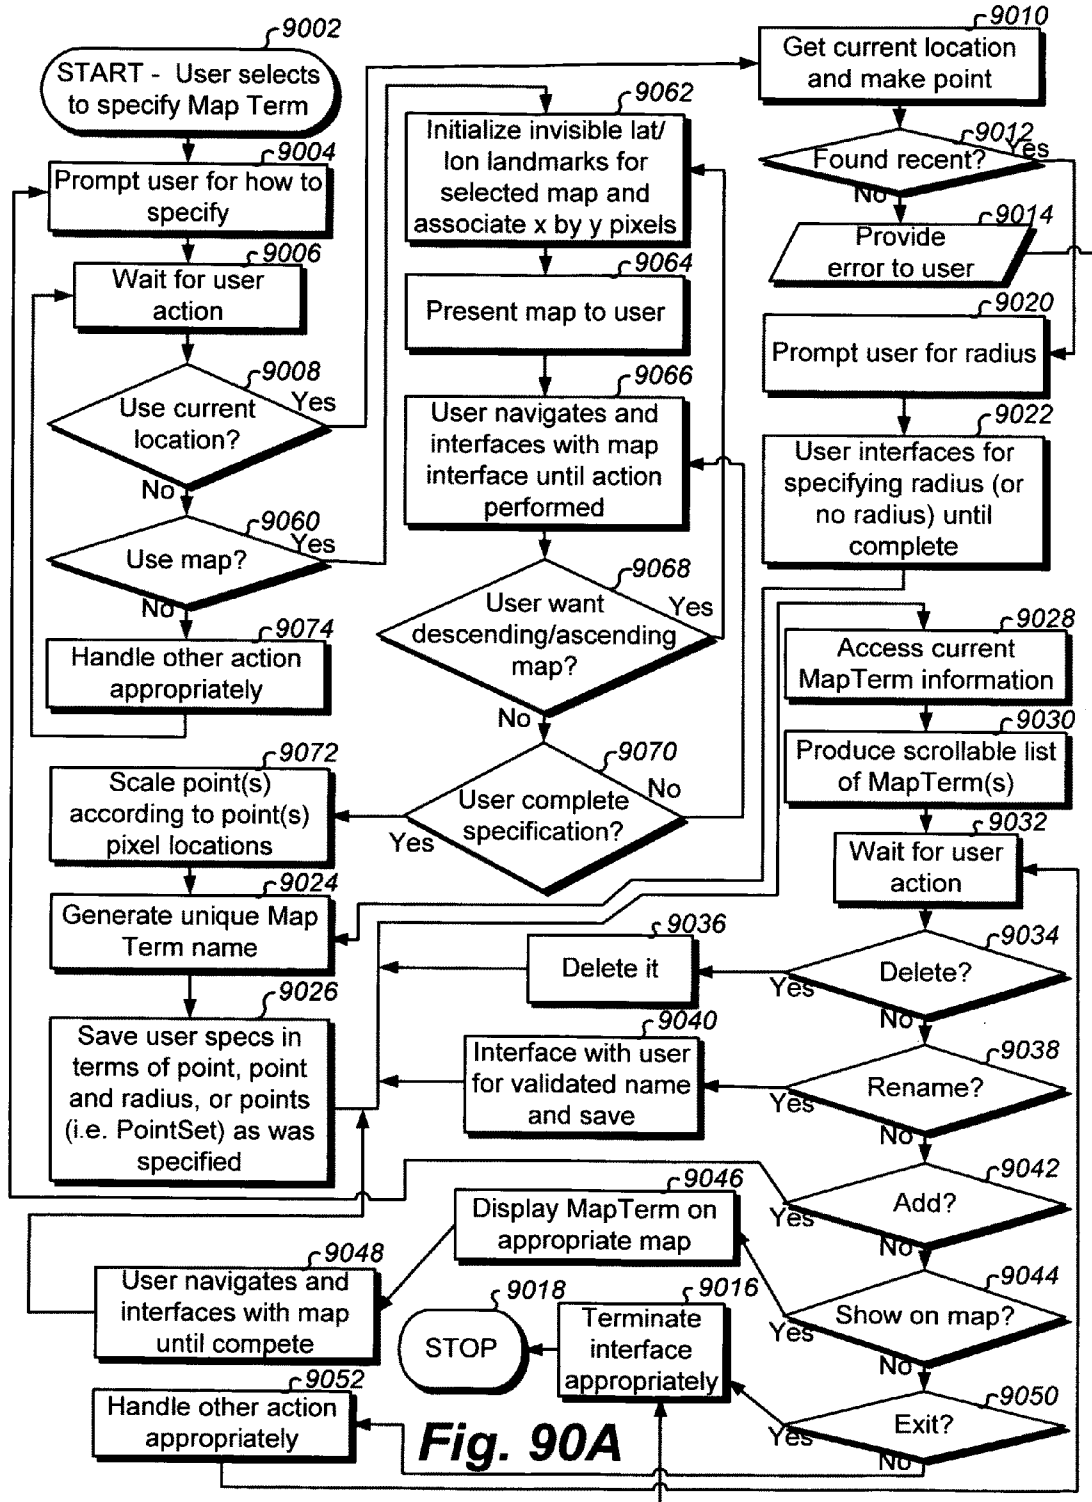 9002
START - User selects
to specify Map Term
9004
Prompt user for how to
specify
9006
Wait for user
action
9008
Use current
location?
Yes
No
9060
Use map?
Yes
No
9074
Handle other action
appropriately
9072
Scale point(s)
according to point(s)
pixel locations
9024
Generate unique Map
Term name
9026
Save user specs in
terms of point, point
and radius, or points
(i.e. PointSet) as was
specified
9062
Initialize invisible lat/
lon landmarks for
selected map and
associate x by y pixels
9064
Present map to user
9066
User navigates and
interfaces with map
interface until action
performed
9068
User want
descending/ascending
map?
Yes
No
9070
User complete
specification?
No
Yes
9010
Get current location
and make point
9012
Found recent?
Yes
No
9014
Provide
error to user
9020
Prompt user for radius
9022
User interfaces for
specifying radius (or
no radius) until
complete
9028
Access current
MapTerm information
9030
Produce scrollable list
of MapTerm(s)
9032
Wait for user
action
9034
Delete?
Yes
No
9036
Delete it
9038
Rename?
Yes
No
9040
Interface with user
for validated name
and save
9042
Add?
Yes
No
9044
Show on map?
Yes
No
9046
Display MapTerm on
appropriate map
9048
User navigates and
interfaces with map
until compete
9050
Exit?
Yes
No
9016
Terminate
interface
appropriately
9018
STOP
9052
Handle other action
appropriately
Fig. 90A